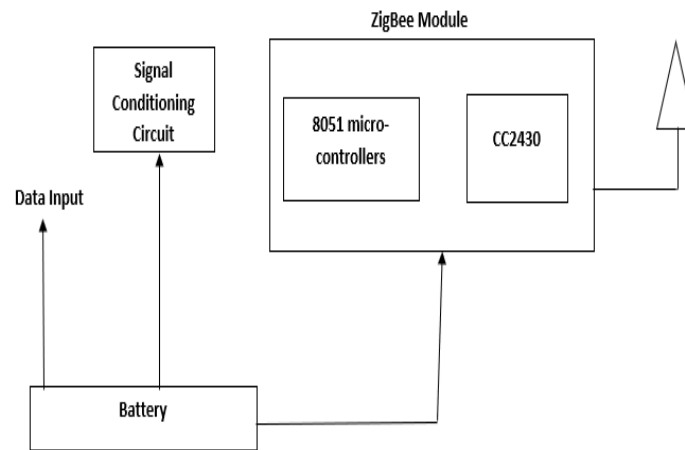 ZigBee Module
Signal
Conditioning
Circuit
8051 micro-
controllers
CC2430
Data Input
Battery